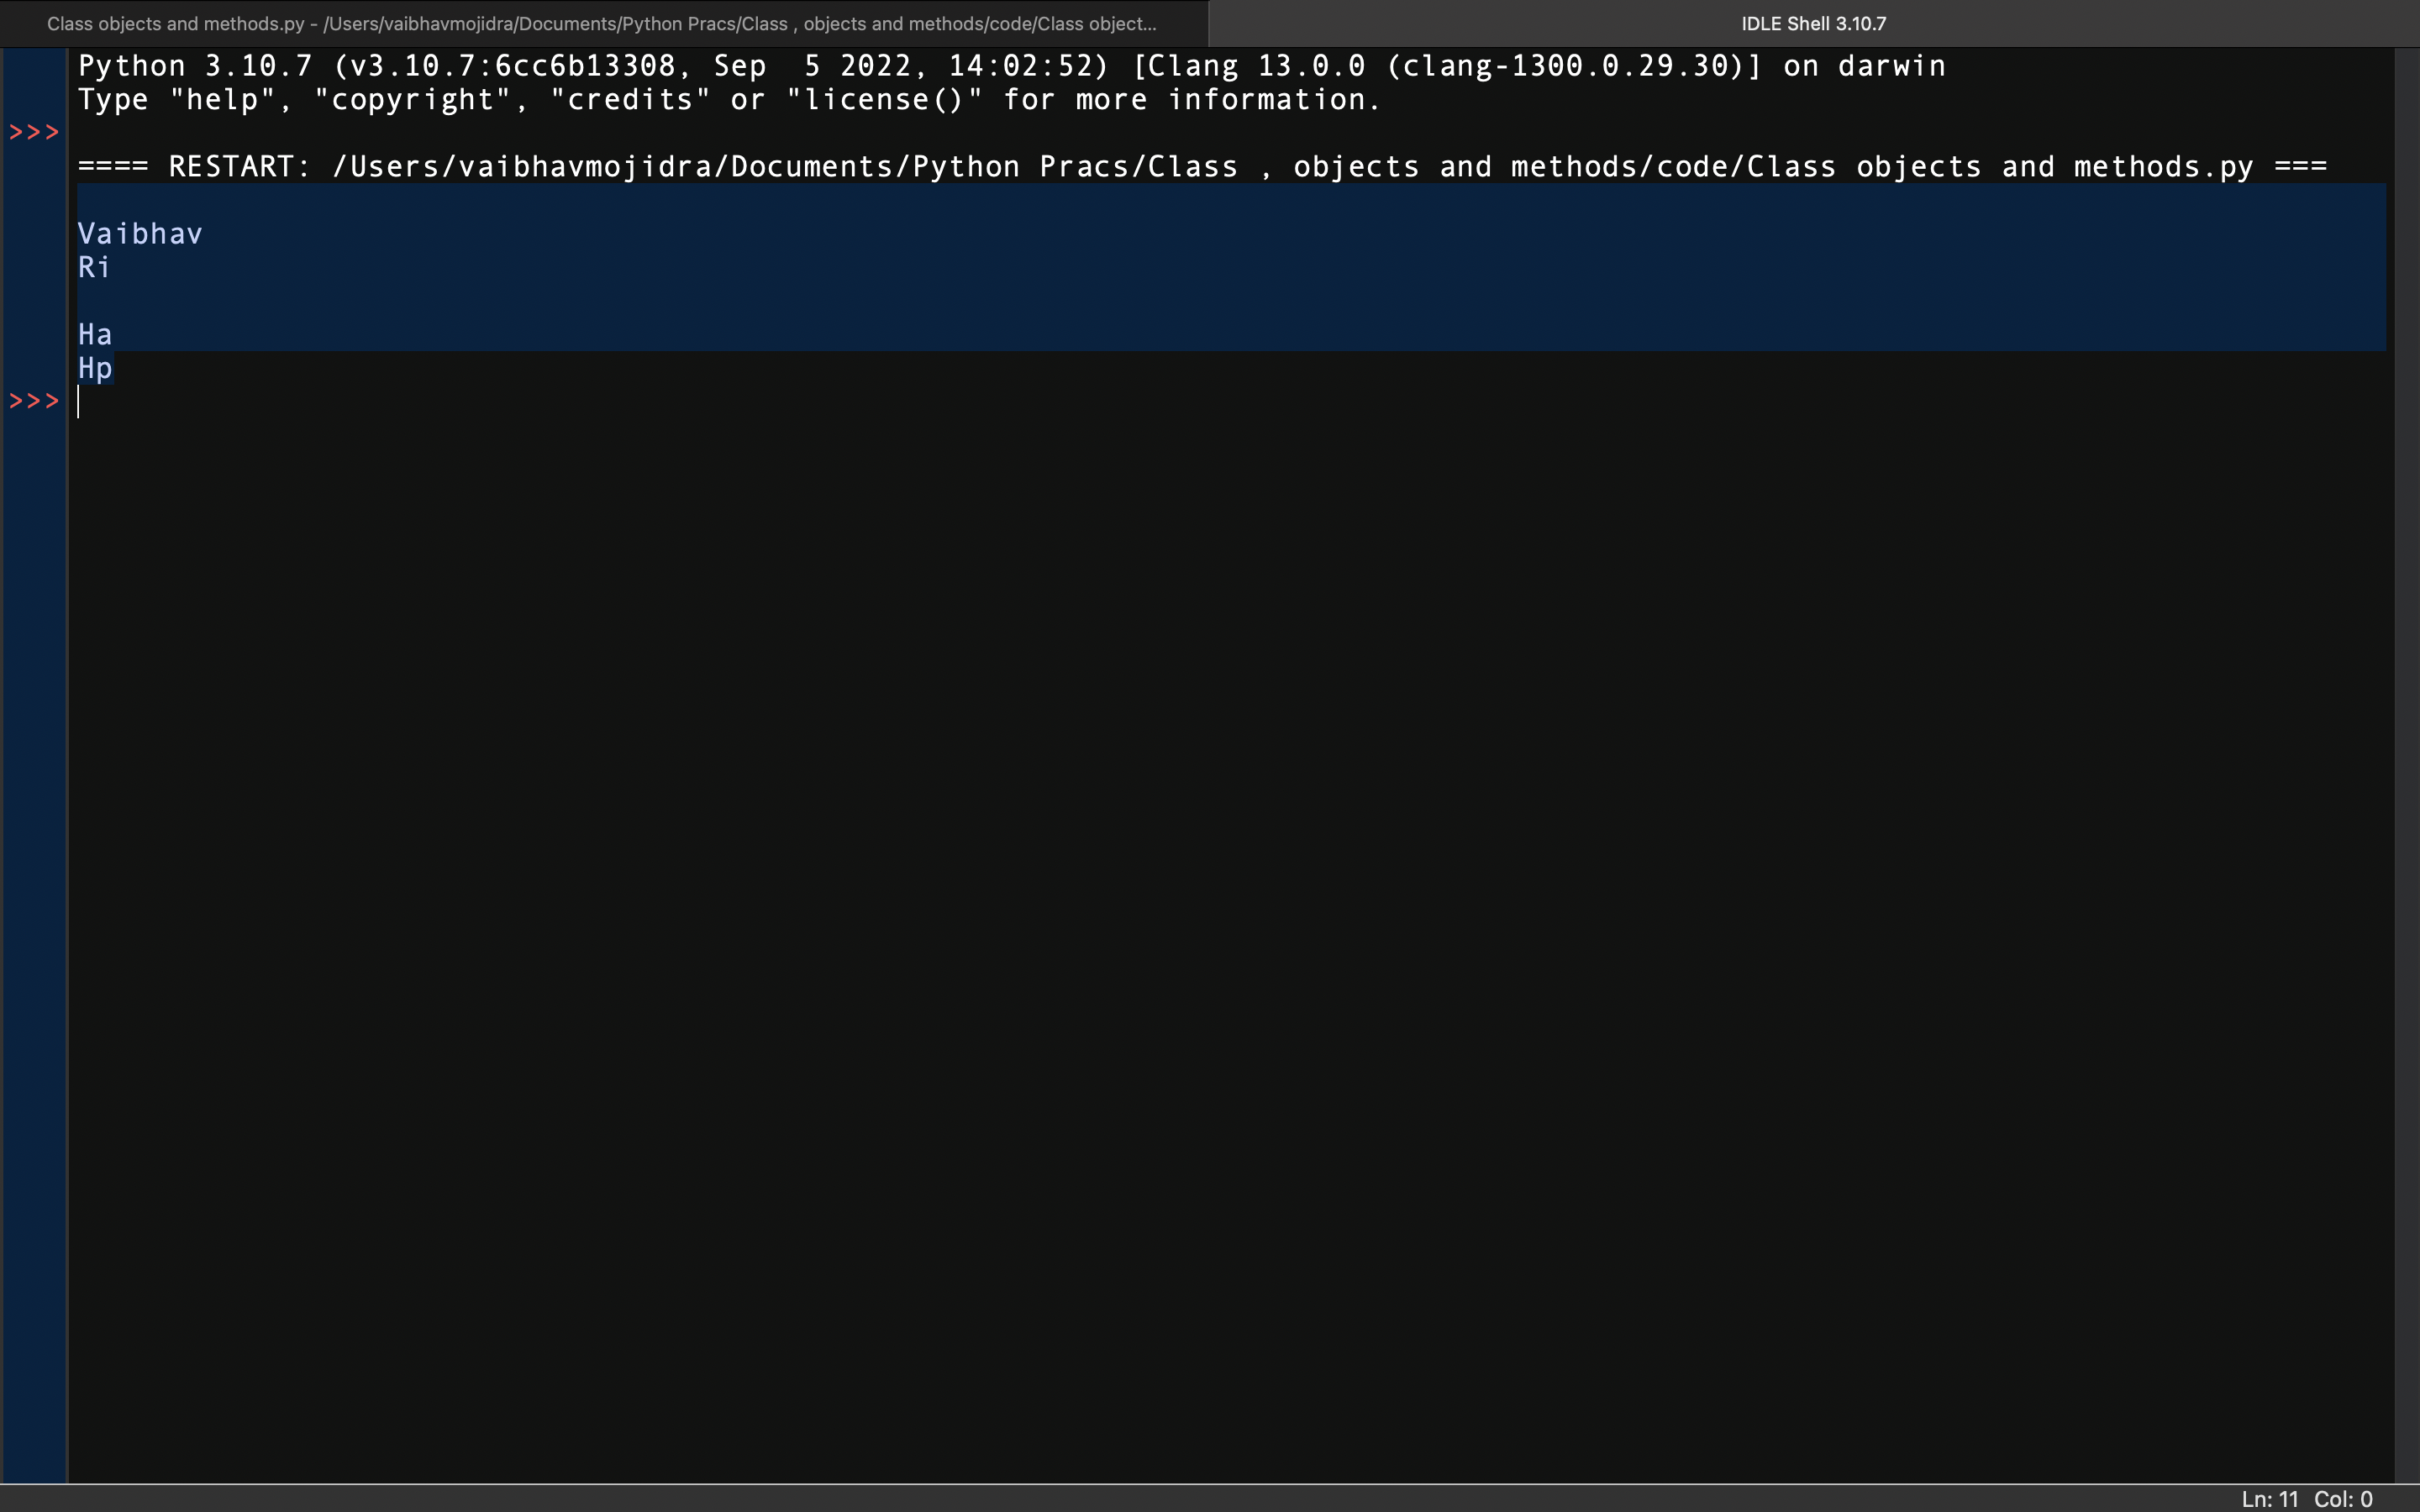 Class objects and methods.py - /Users/vaibhavmojidra/Documents/Python Pracs/Class , objects and methods/code/Class object...
IDLE Shell 3.10.7
Python 3.10.7 (v3.10.7:6cc6b13308, Sep  5 2022, 14:02:52) [Clang 13.0.0 (clang-1300.0.29.30)] on darwin
Type "help", "copyright", "credits" or "license()" for more information.
>>>
==== RESTART: /Users/vaibhavmojidra/Documents/Python Pracs/Class , objects and methods/code/Class objects and methods.py ===
Vaibhav
Ri
Ha
Hp
>>>
Ln: 11 Col: 0